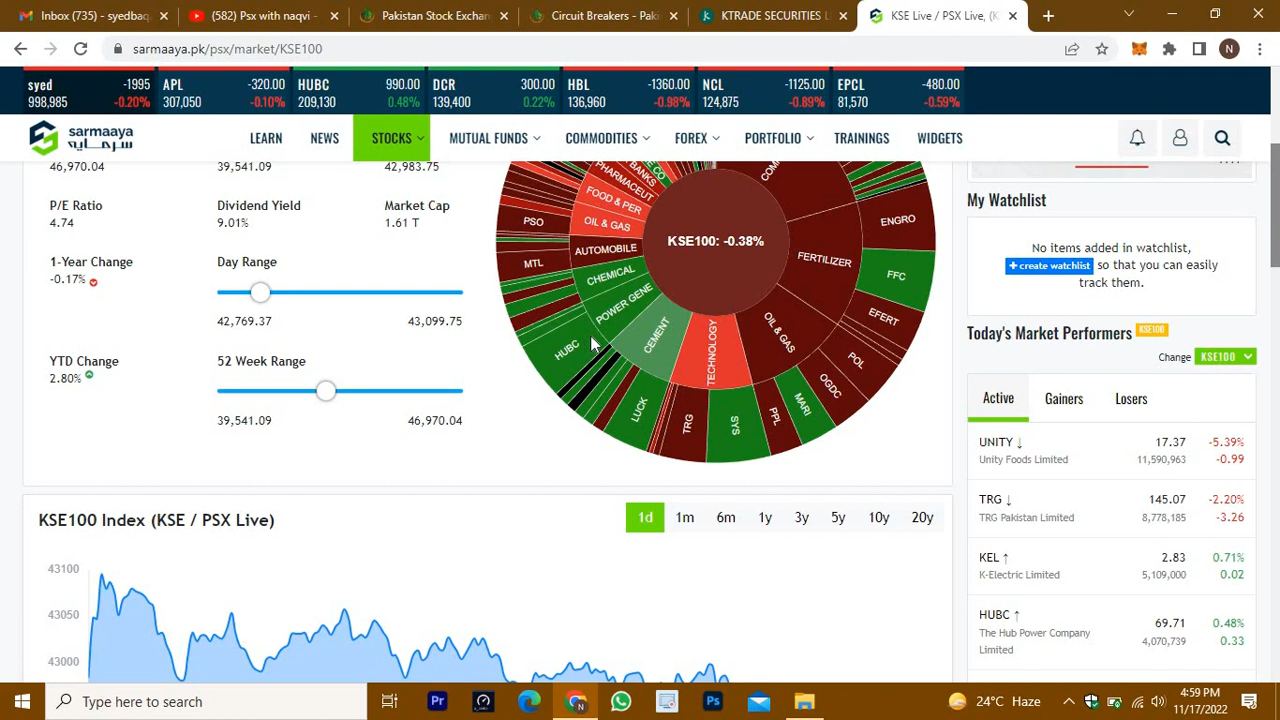 Inbox (735) - syedbaq
(582) Psx with naqvi -
Pakistan Stock Exchan
Circuit Breakers - Paki
KTRADE SECURITIES L
KSE Live / PSX Live, (K
sarmaaya.pk/psx/market/KSE100
N
syed -1995
998,985 -0.20%
APL -320.00
307,050 -0.10%
HUBC 990.00
209,130 0.48%
DCR 300.00
139,400 0.22%
HBL -1360.00
136,960 -0.98%
NCL -1125.00
124,875 -0.89%
EPCL -480.00
81,570 -0.59%
sarmaaya
سرمایہ
LEARN
NEWS
STOCKS
MUTUAL FUNDS
COMMODITIES
FOREX
PORTFOLIO
TRAININGS
WIDGETS
46,970.04
39,541.09
42,983.75
P/E Ratio
4.74
Dividend Yield
9.01%
Market Cap
1.61 T
1-Year Change
-0.17%
Day Range
42,769.37 43,099.75
YTD Change
2.80%
52 Week Range
39,541.09 46,970.04
KSE100: -0.38%
BANKS
PHARMACEUT
FOOD & PER
OIL & GAS
AUTOMOBILE
CHEMICAL
POWER GENE
CEMENT
TECHNOLOGY
OIL & GAS
FERTILIZER
PSO
MTL
HUBC
LUCK
TRG
SYS
PPL
MARI
OGDC
POL
EFERT
FFC
ENGRO
My Watchlist
No items added in watchlist,
+ create watchlist so that you can easily
track them.
Today's Market Performers KSE100
Change KSE100
Active
Gainers
Losers
UNITY ↓ 17.37 -5.39%
Unity Foods Limited 11,590,963 -0.99
TRG ↓ 145.07 -2.20%
TRG Pakistan Limited 8,778,185 -3.26
KEL ↑ 2.83 0.71%
K-Electric Limited 5,109,000 0.02
HUBC ↑ 69.71 0.48%
The Hub Power Company 4,070,739 0.33
Limited
KSE100 Index (KSE / PSX Live)
1d
1m
6m
1y
3y
5y
10y
20y
43100
43050
43000
Type here to search
Pr
Ps
N
24°C Haze
4:59 PM
11/17/2022